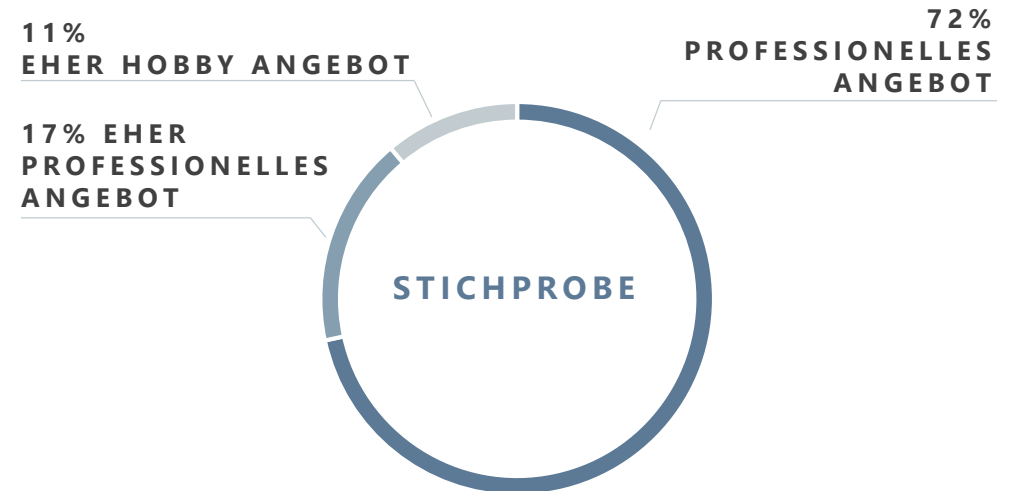 11%
EHER HOBBY ANGEBOT
17% EHER
PROFESSIONELLES
ANGEBOT
72%
PROFESSIONELLES
ANGEBOT
STICHPROBE